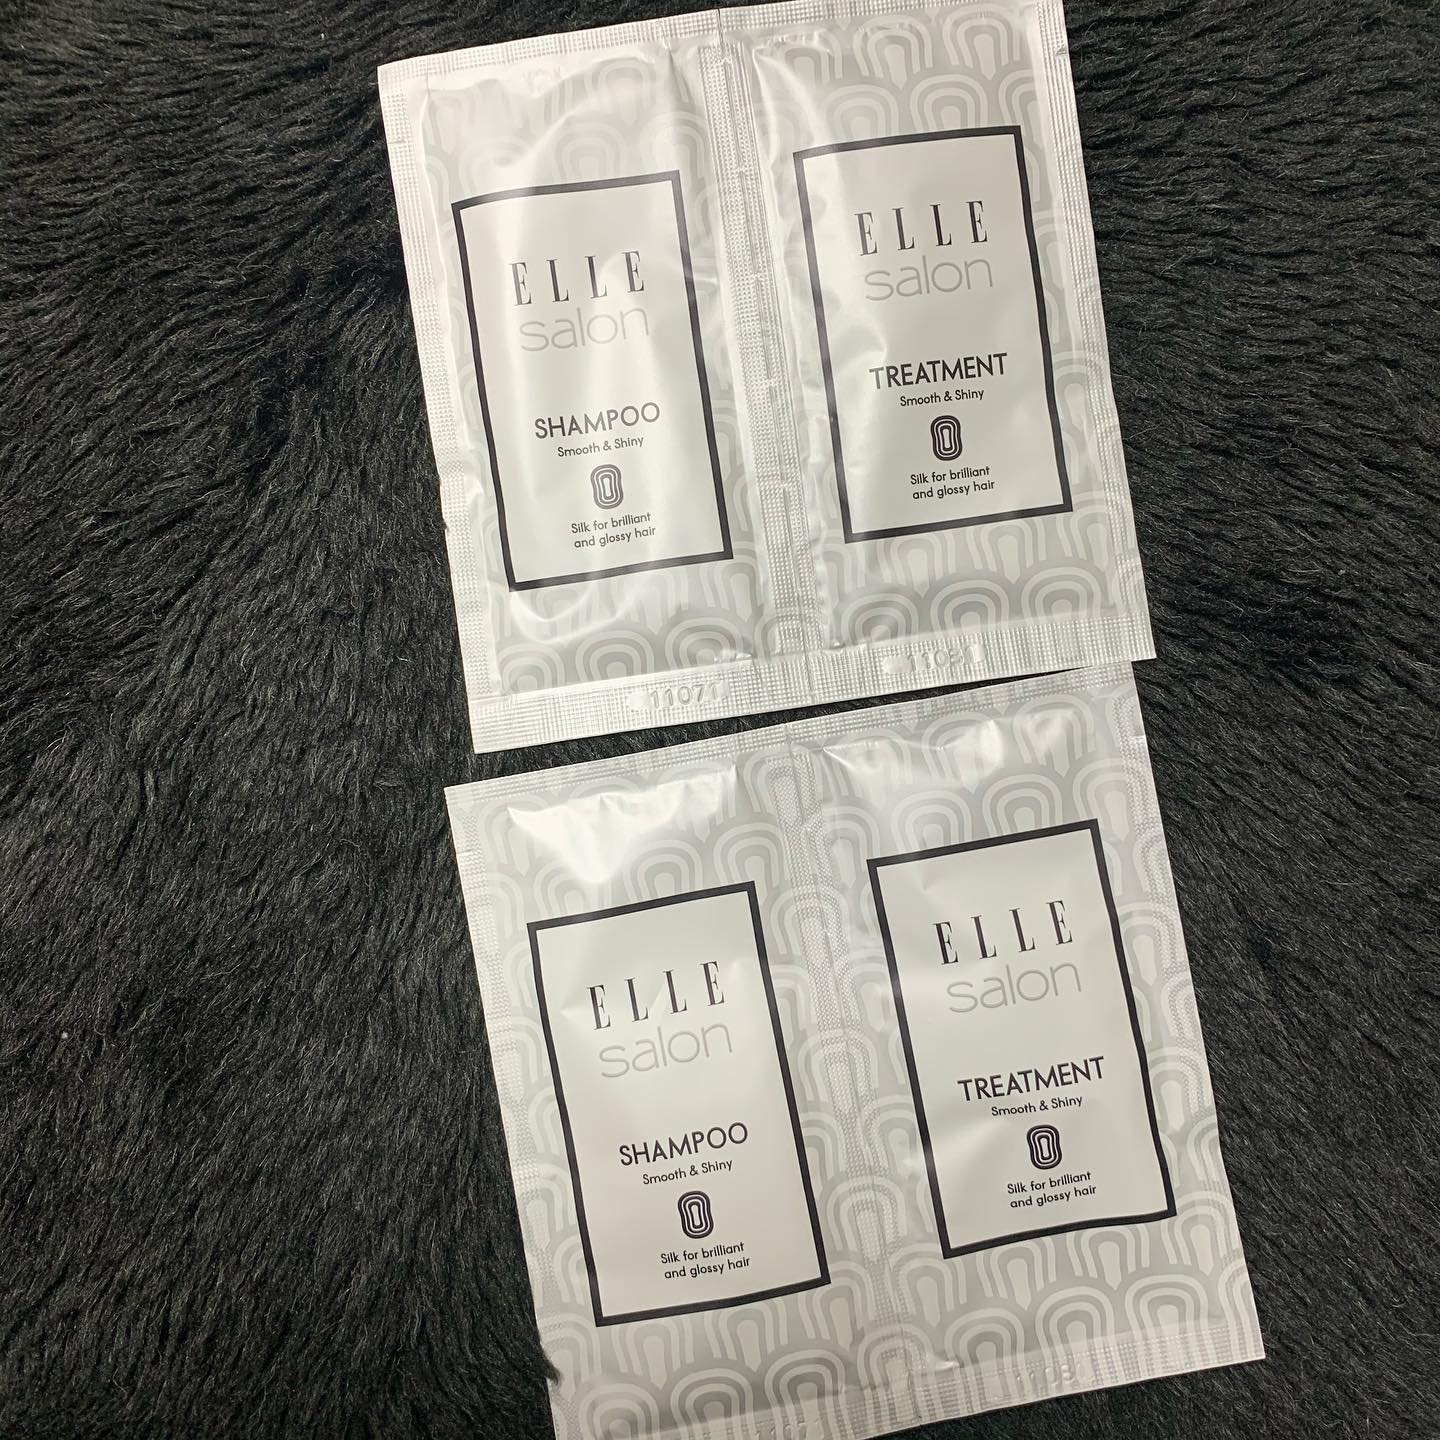 ELLE
salon
SHAMPOO
Smooth & Shiny
Silk for brilliant
and glossy hair
11071
ELLE
salon
TREATMENT
Smooth & Shiny
Silk for brilliant
and glossy hair
ELLE
salon
SHAMPOO
Smooth & Shiny
Silk for brilliant
and glossy hair
ELLE
salon
TREATMENT
Smooth & Shiny
Silk for brilliant
and glossy hair